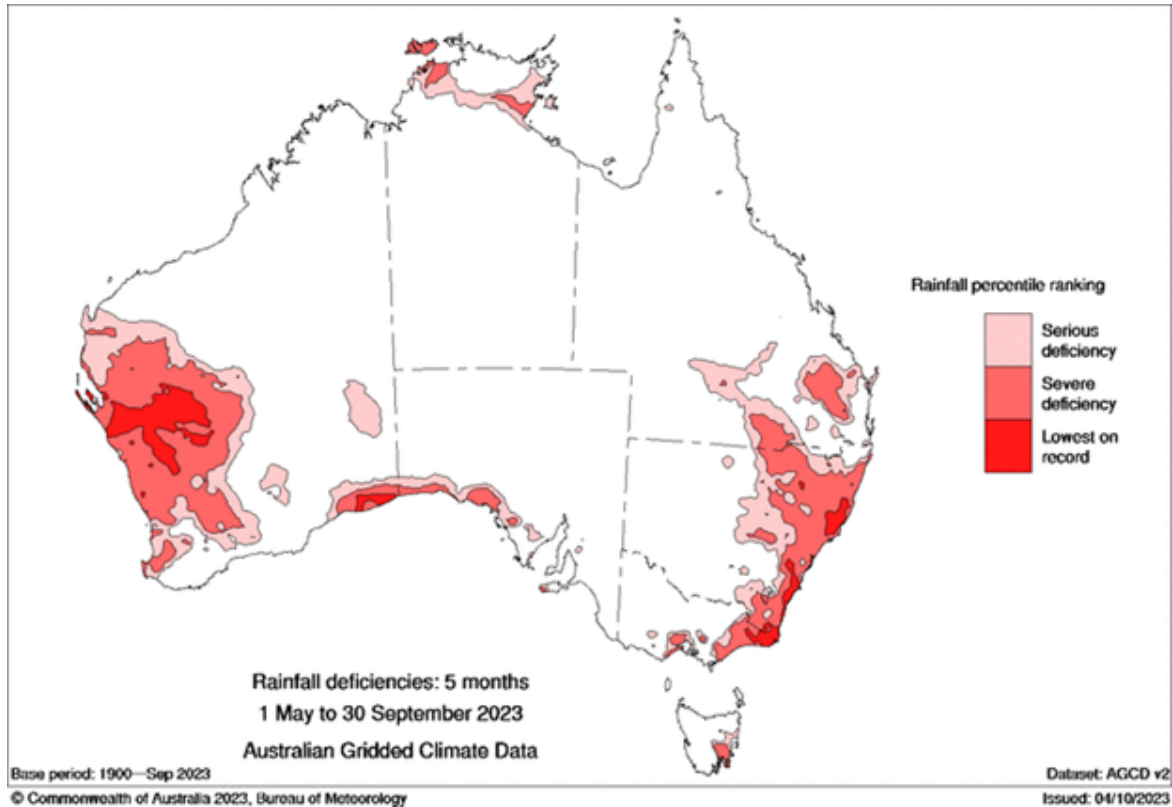 Rainfall percentile ranking
Serious
deficiency
Severe
deficiency
Lowest on
record
Rainfall deficiencies: 5 months
1 May to 30 September 2023
Australian Gridded Climate Data
Base period: 1900—Sep 2023
Dataset: AGCD v2
© Commonwealth of Australia 2023, Bureau of Meteorology
Issued: 04/10/2023